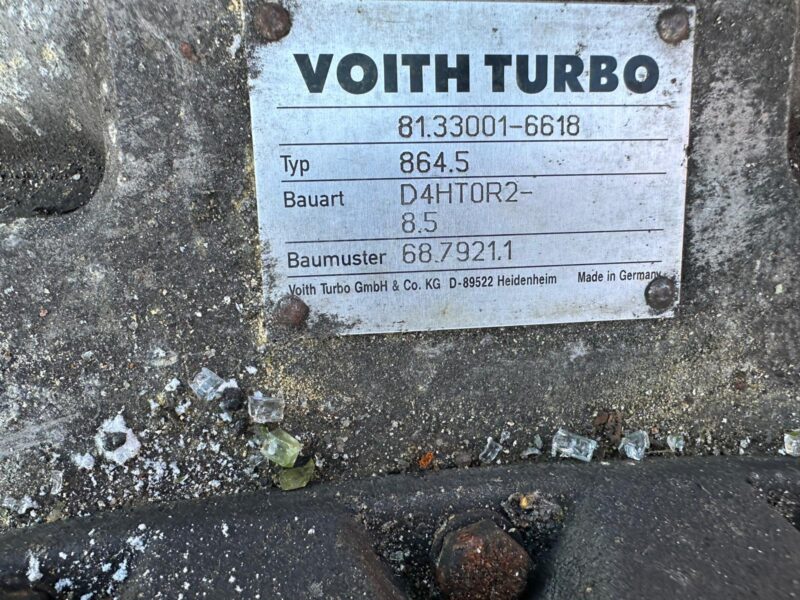 VOITH TURBO
81.33001-6618
Typ 864.5
Bauart D4HTOR2-
8.5
Baumuster 68.7921.1
Voith Turbo GmbH & Co. KG D-89522 Heidenheim Made in Germany